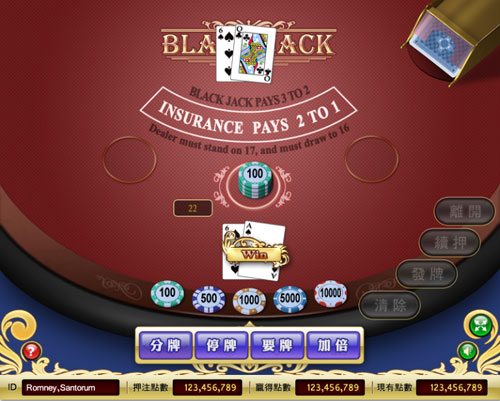 BLA JACK
6 Q
BLACK JACK PAYS 3 TO 2
INSURANCE PAYS 2 TO 1
Dealer must stand on 17, and must draw to 16
100
22
6 A
Win
離開
續押
發牌
清除
100 500 1000 5000 10000
分牌 停牌 要牌 加倍
?
ID Romney,Santorum 押注點數 123,456,789 贏得點數 123,456,789 現有點數 123,456,789